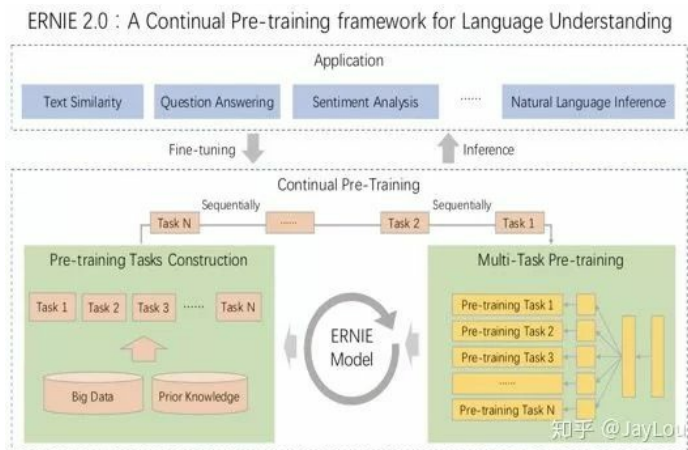 ERNIE 2.0 : A Continual Pre-training framework for Language Understanding
Application
Text Similarity
Question Answering
Sentiment Analysis
......
Natural Language Inference
Fine-tuning
Inference
Continual Pre-Training
Sequentially
Sequentially
Task N
......
Task 2
Task 1
Pre-training Tasks Construction
Task 1
Task 2
Task 3
......
Task N
Big Data
Prior Knowledge
ERNIE
Model
Multi-Task Pre-training
Pre-training Task 1
Pre-training Task 2
Pre-training Task 3
......
Pre-training Task N
知乎 @JayLou